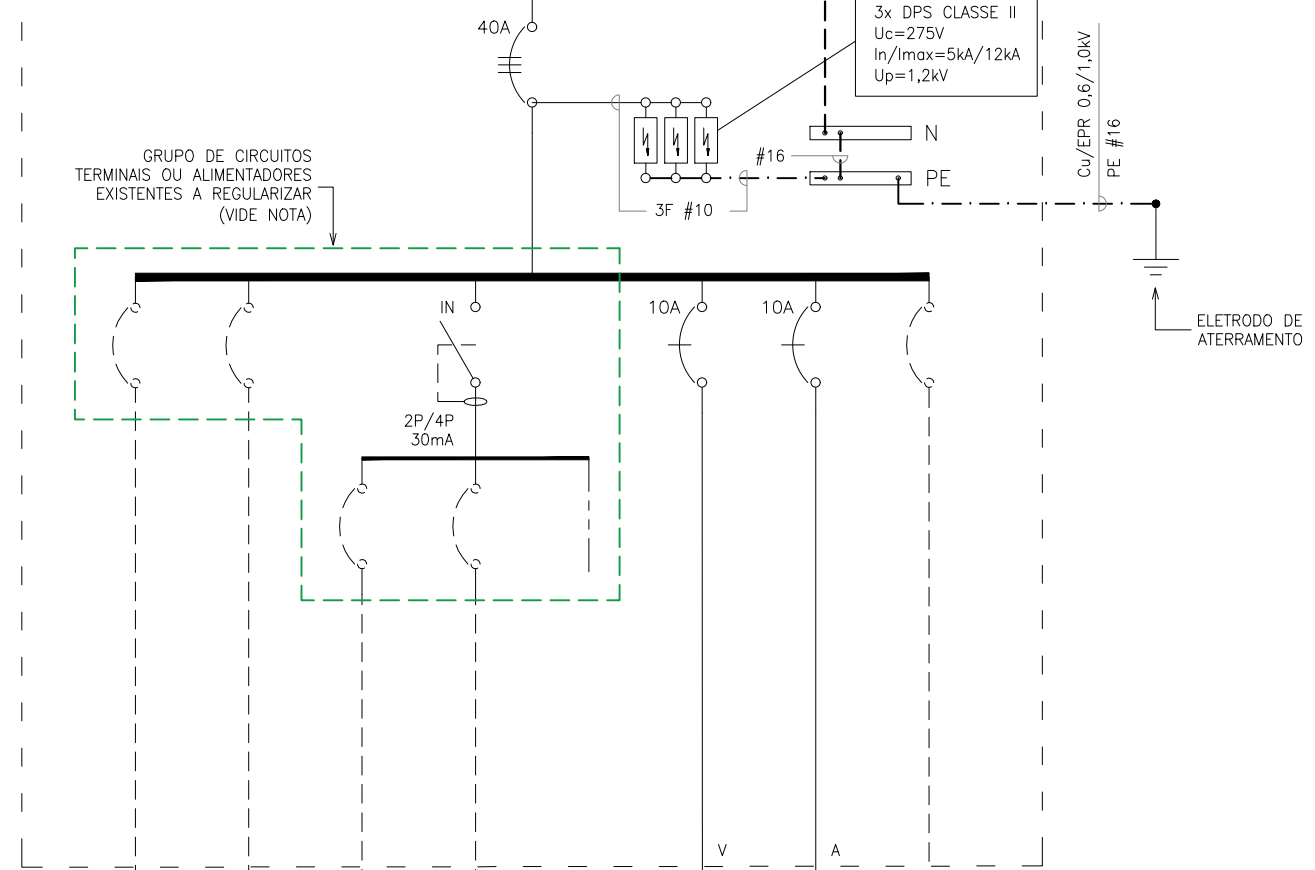 40A
3x DPS CLASSE II
Uc=275V
In/Imax=5kA/12kA
Up=1,2kV
Cu/EPR 0,6/1,0kV
PE #16
N
#16
PE
3F #10
GRUPO DE CIRCUITOS
TERMINAIS OU ALIMENTADORES
EXISTENTES A REGULARIZAR
(VIDE NOTA)
IN
10A
10A
ELETRODO DE
ATERRAMENTO
2P/4P
30mA
V
A